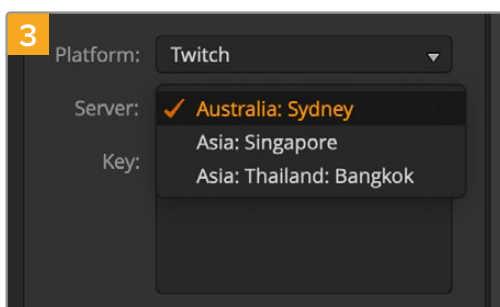 3
Platform: Twitch
Server: Australia: Sydney
Asia: Singapore
Key:
Asia: Thailand: Bangkok